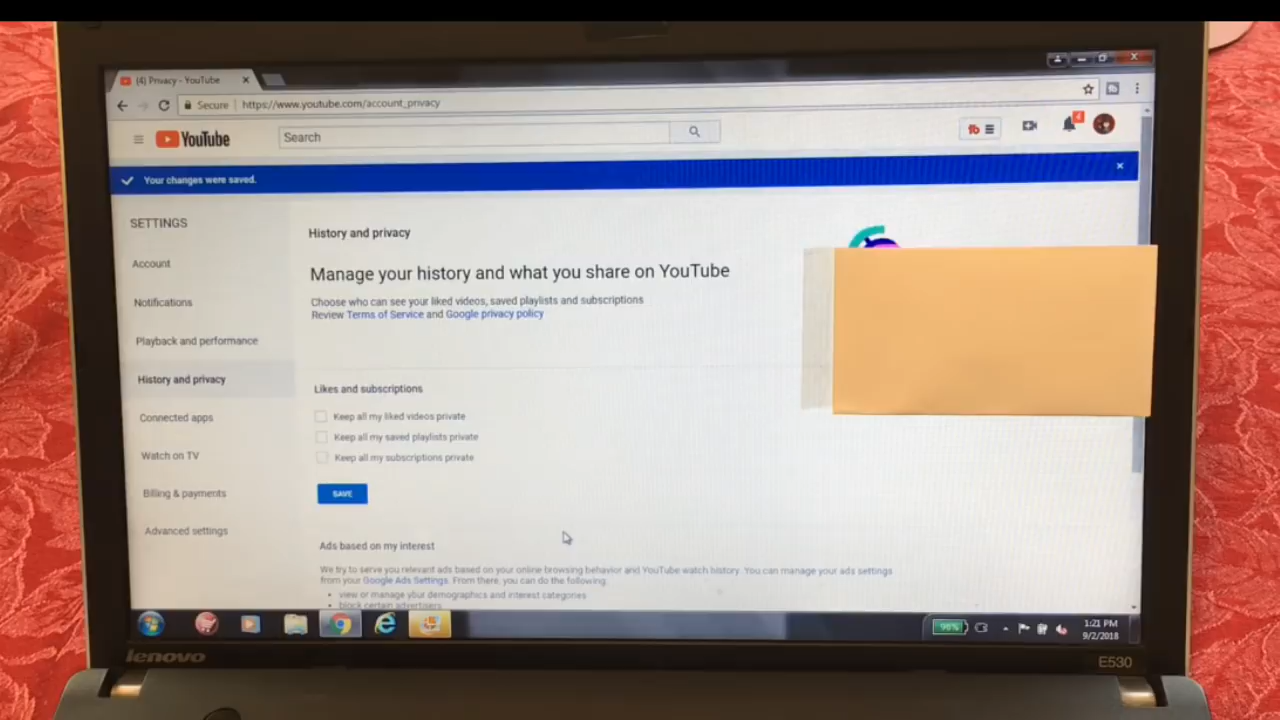 (4) Privacy - YouTube
Secure
https://www.youtube.com/account_privacy
YouTube
Search
4
Your changes were saved.
SETTINGS
Account
Notifications
Playback and performance
History and privacy
Connected apps
Watch on TV
Billing & payments
Advanced settings
History and privacy
Manage your history and what you share on YouTube
Choose who can see your liked videos, saved playlists and subscriptions
Review Terms of Service and Google privacy policy
Likes and subscriptions
Keep all my liked videos private
Keep all my saved playlists private
Keep all my subscriptions private
SAVE
Ads based on my interest
We try to serve you relevant ads based on your online browsing behavior and YouTube watch history. You can manage your ads settings
from your Google Ads Settings. From there, you can do the following:
• view or manage your demographics and interest categories
• block certain advertisers
96%
1:21 PM
9/2/2018
lenovo
E530